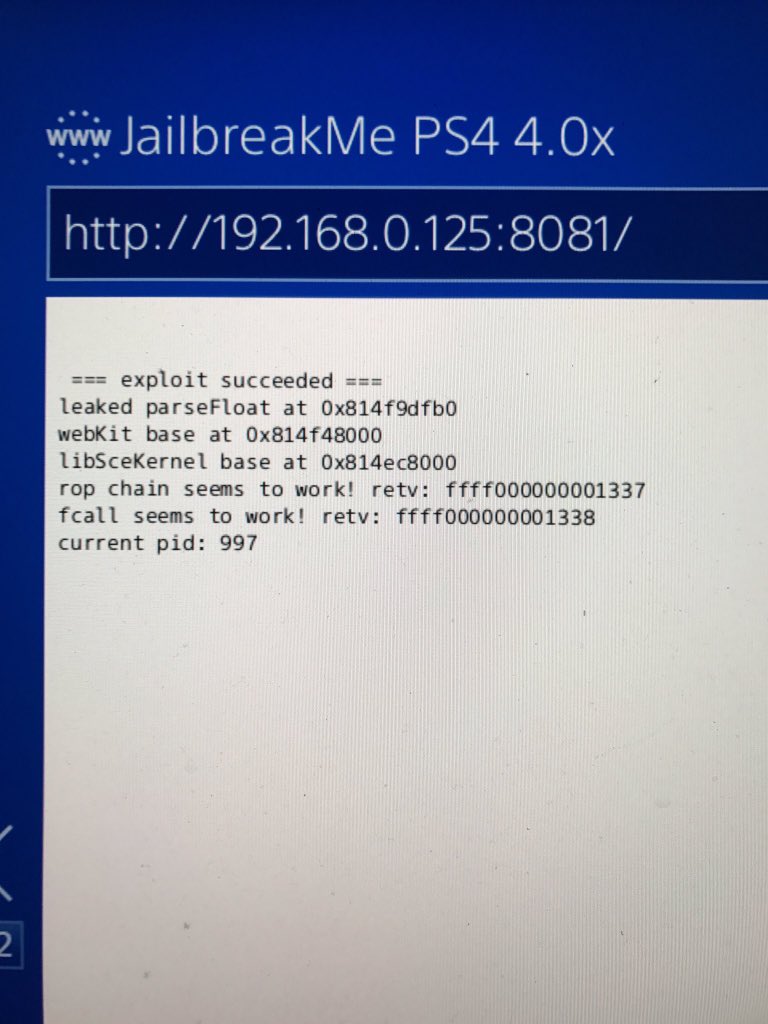 www JailbreakMe PS4 4.0x
http://192.168.0.125:8081/
=== exploit succeeded ===
leaked parseFloat at 0x814f9dfb0
webKit base at 0x814f48000
libSceKernel base at 0x814ec8000
rop chain seems to work! retv: ffff000000001337
fcall seems to work! retv: ffff000000001338
current pid: 997
2